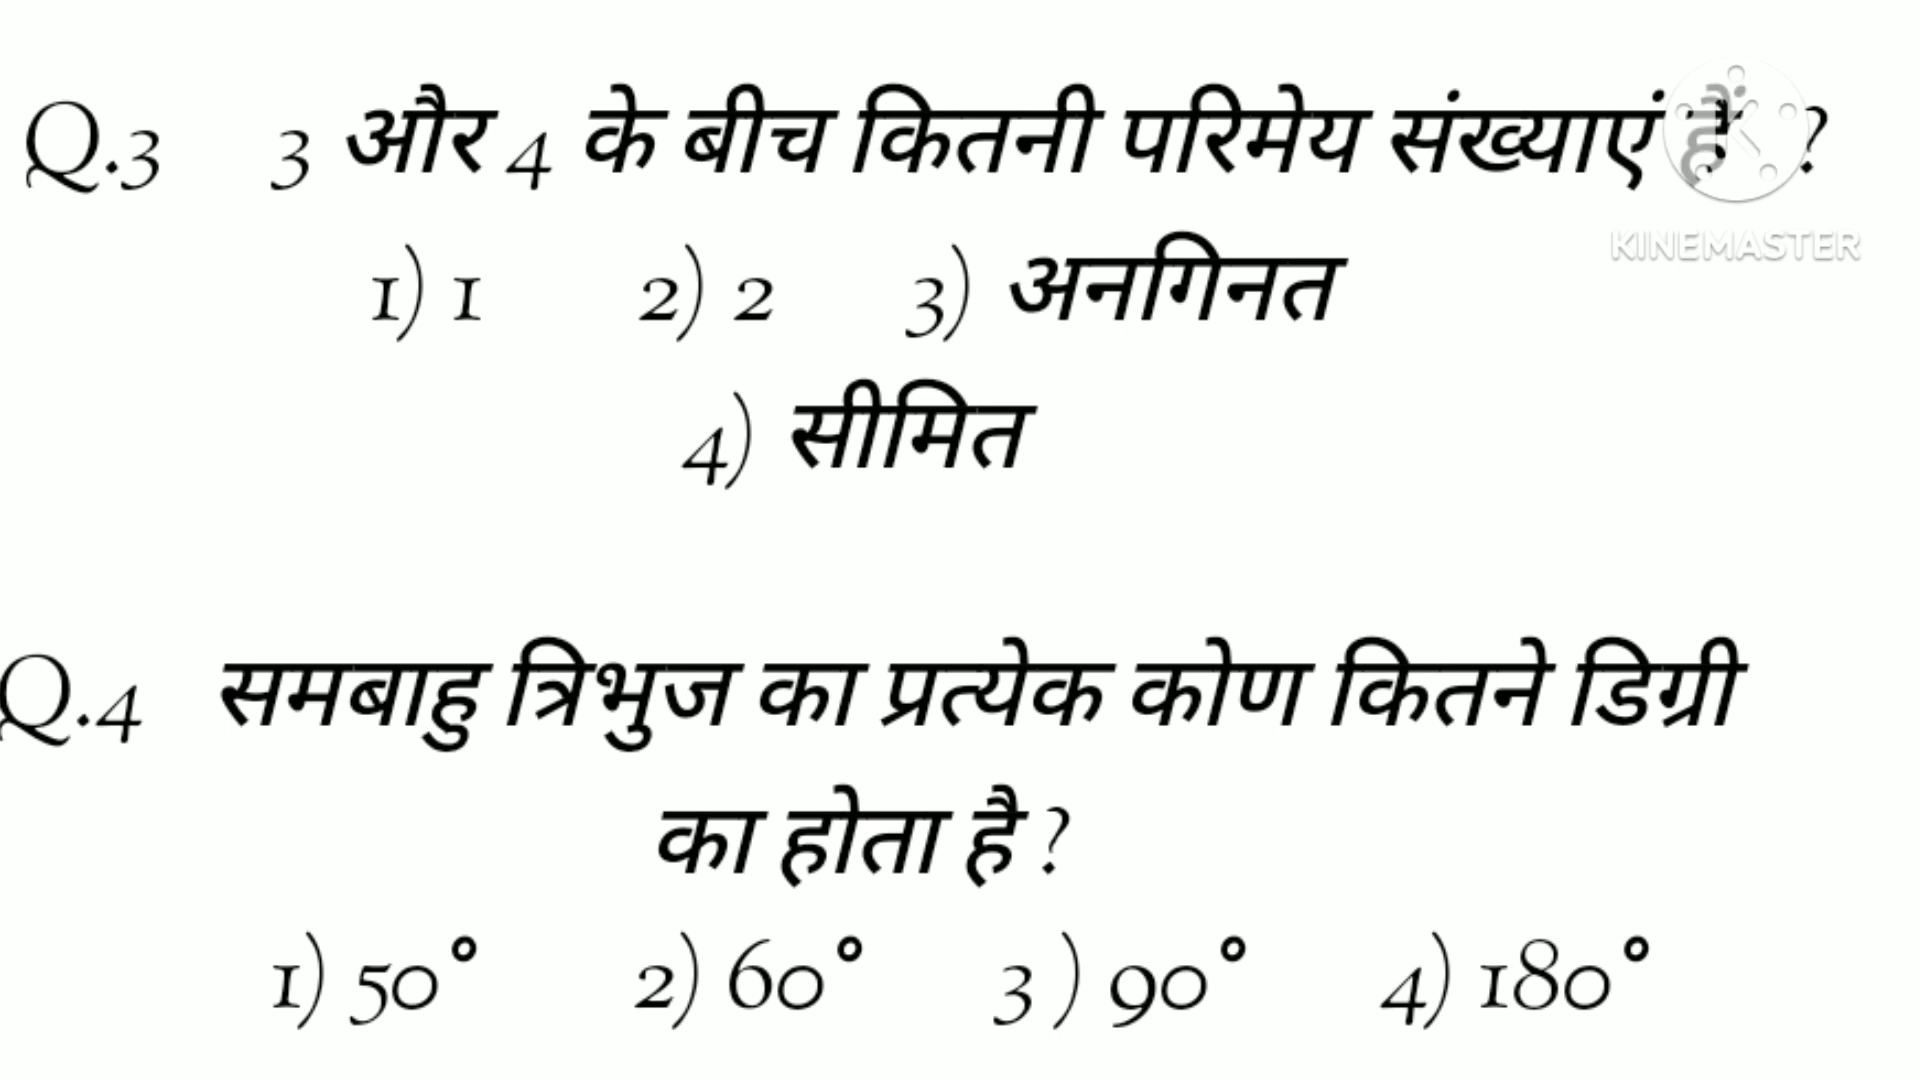 Q.3 3 और 4 के बीच कितनी परिमेय संख्याएं है ?
KINEMASTER
1) 1 2) 2 3) अनगिनत
4) सीमित
Q.4 समबाहु त्रिभुज का प्रत्येक कोण कितने डिग्री
का होता है ?
1) 50° 2) 60° 3 ) 90° 4) 180°